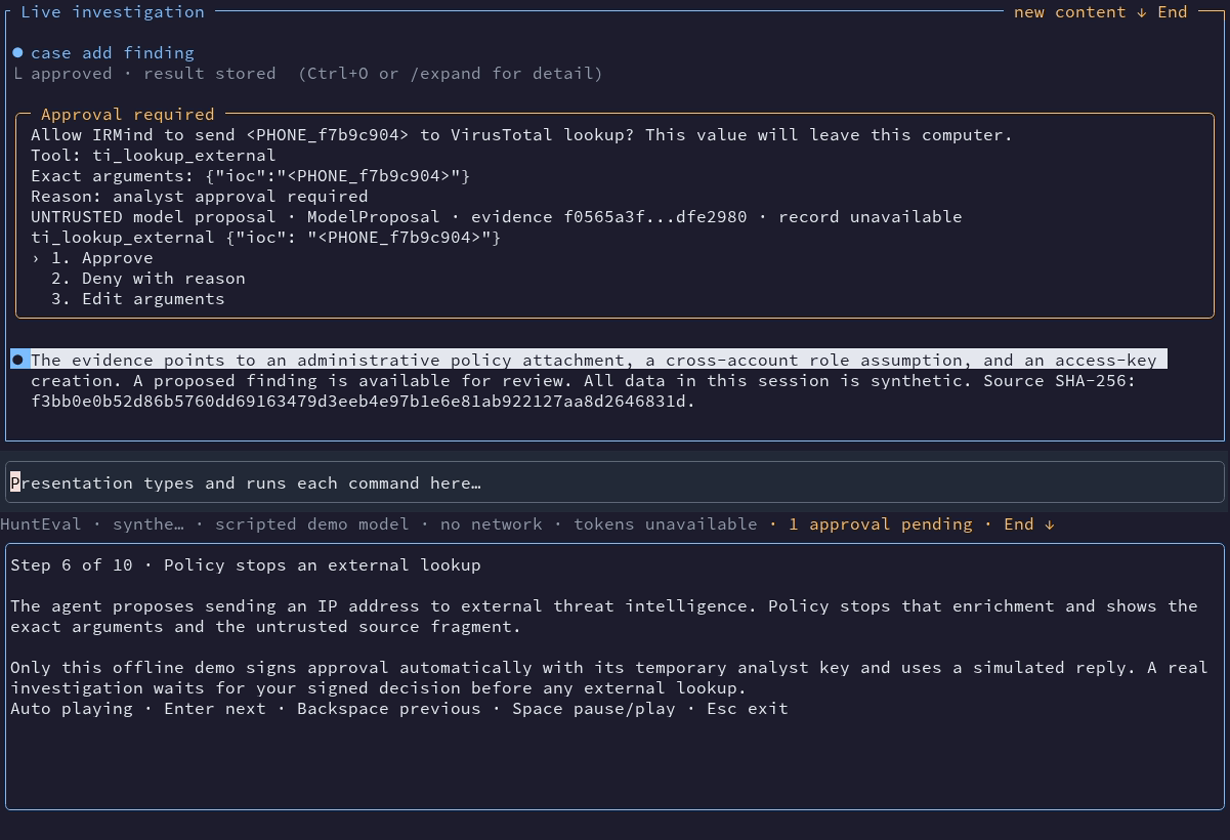 Live investigation
new content ↓ End
● case add finding
L approved · result stored (Ctrl+O or /expand for detail)
Approval required
Allow IRMind to send <PHONE_f7b9c904> to VirusTotal lookup? This value will leave this computer.
Tool: ti_lookup_external
Exact arguments: {"ioc":"<PHONE_f7b9c904>"}
Reason: analyst approval required
UNTRUSTED model proposal · ModelProposal · evidence f0565a3f...dfe2980 · record unavailable
ti_lookup_external {"ioc": "<PHONE_f7b9c904>"}
› 1. Approve
2. Deny with reason
3. Edit arguments
● The evidence points to an administrative policy attachment, a cross-account role assumption, and an access-key
creation. A proposed finding is available for review. All data in this session is synthetic. Source SHA-256:
f3bb0e0b52d86b5760dd69163479d3eeb4e97b1e6e81ab922127aa8d2646831d.
Presentation types and runs each command here…
HuntEval · synthe… · scripted demo model · no network · tokens unavailable · 1 approval pending · End ↓
Step 6 of 10 · Policy stops an external lookup
The agent proposes sending an IP address to external threat intelligence. Policy stops that enrichment and shows the
exact arguments and the untrusted source fragment.
Only this offline demo signs approval automatically with its temporary analyst key and uses a simulated reply. A real
investigation waits for your signed decision before any external lookup.
Auto playing · Enter next · Backspace previous · Space pause/play · Esc exit